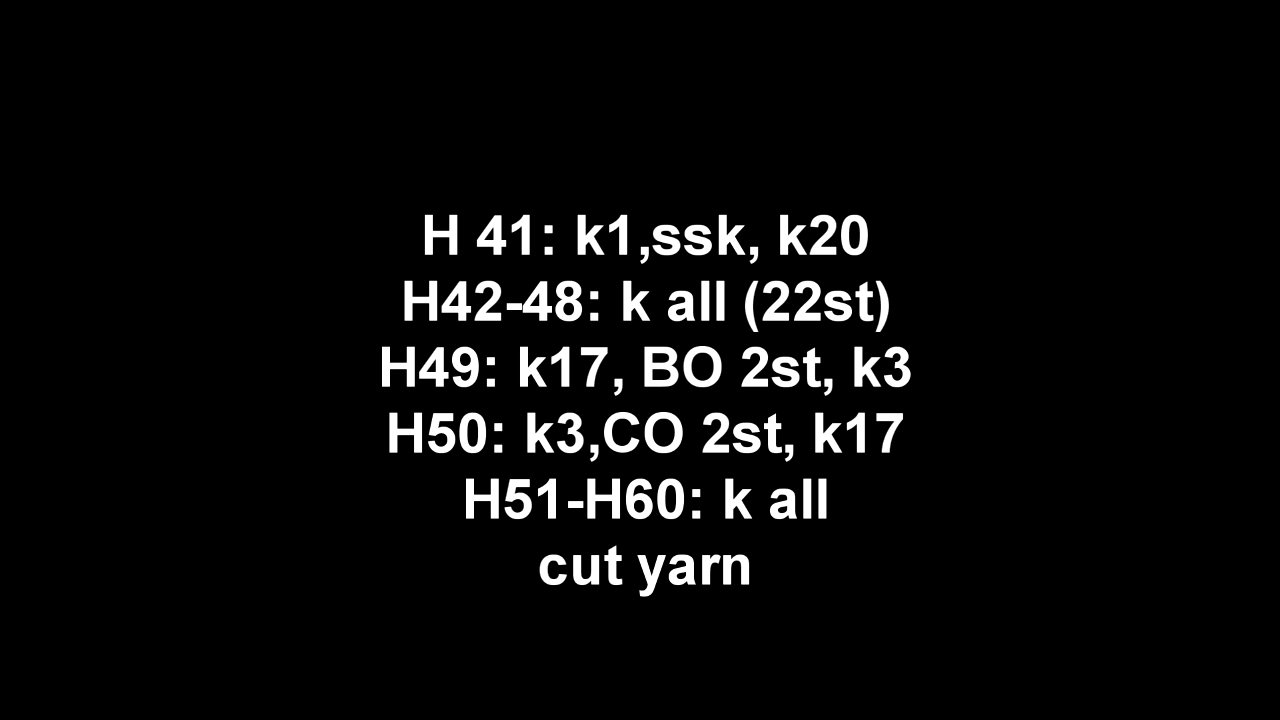 H 41: k1,ssk, k20
H42-48: k all (22st)
H49: k17, BO 2st, k3
H50: k3,CO 2st, k17
H51-H60: k all
cut yarn